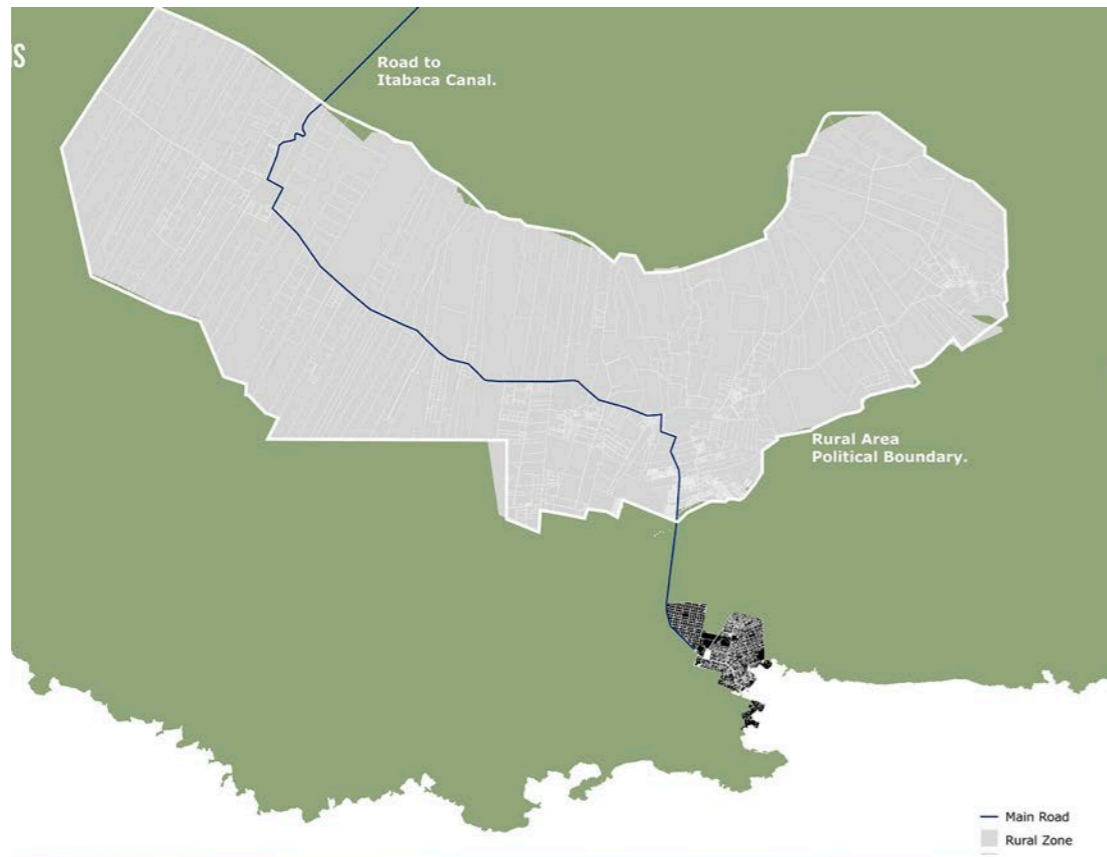 Road to
Itabaca Canal.
Rural Area
Political Boundary.
Main Road
Rural Zone